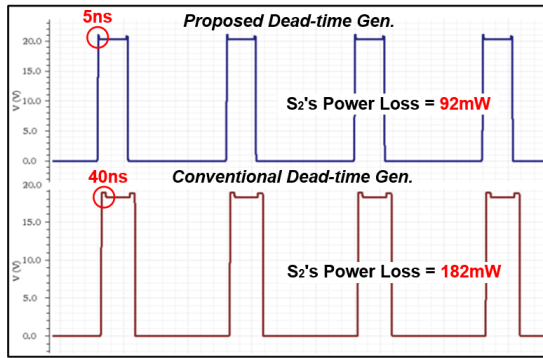 5ns
Proposed Dead-time Gen.
20.0
15.0
10.0
5.0
0.0
V (V)
S2's Power Loss = 92mW
40ns
Conventional Dead-time Gen.
20.0
15.0
10.0
5.0
0.0
V (V)
S2's Power Loss = 182mW